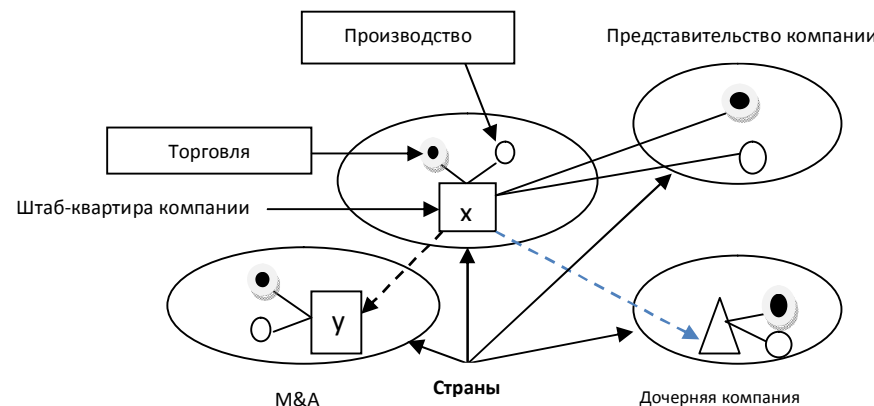 Производство
Представительство компании
Торговля
Штаб-квартира компании
x
y
Страны
M&A
Дочерняя компания